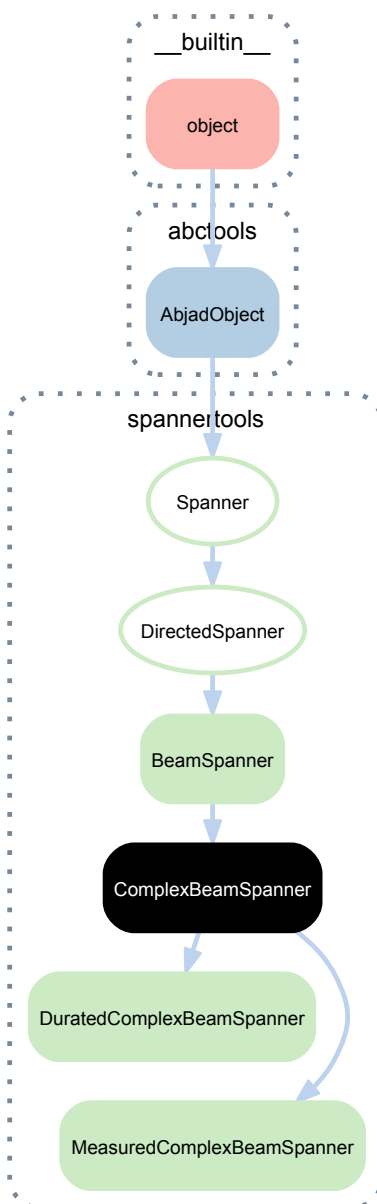 __builtin__
object
abctools
AbjadObject
spannertools
Spanner
DirectedSpanner
BeamSpanner
ComplexBeamSpanner
DuratedComplexBeamSpanner
MeasuredComplexBeamSpanner